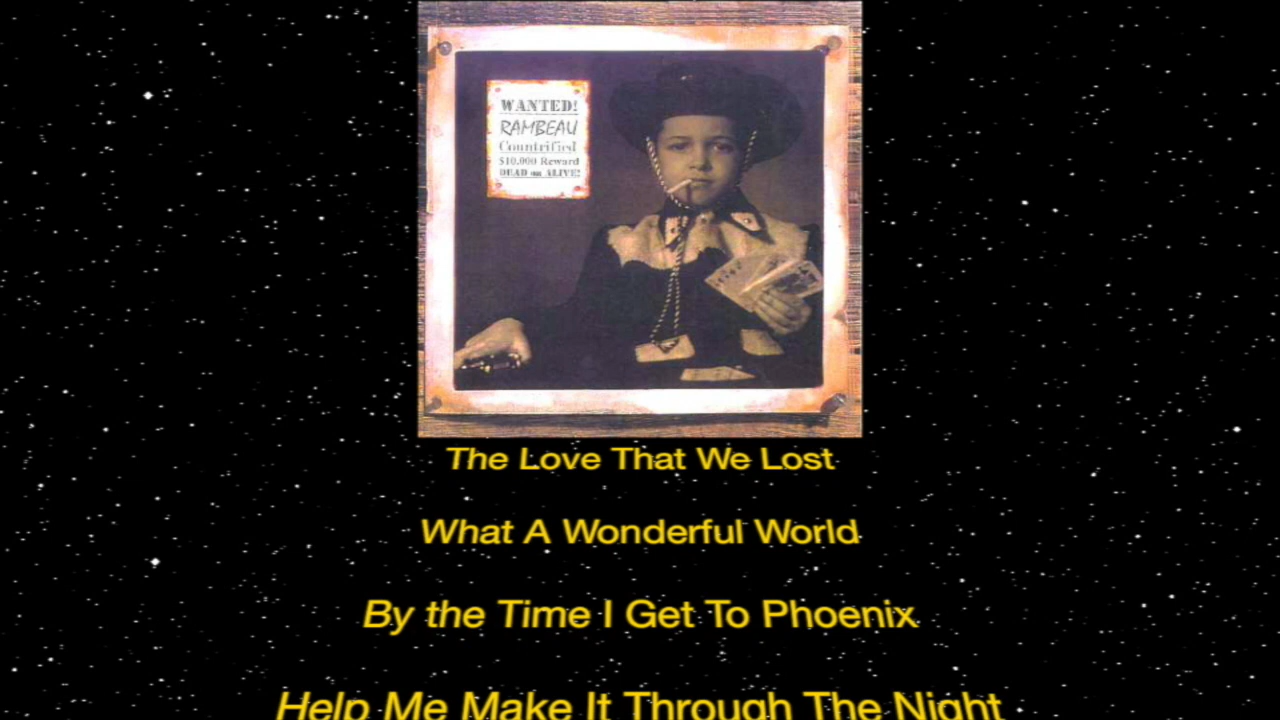 WANTED!
RAMBEAU
Countrified
$10,000 Reward
DEAD or ALIVE!
The Love That We Lost
What A Wonderful World
By the Time I Get To Phoenix
Help Me Make It Through The Night